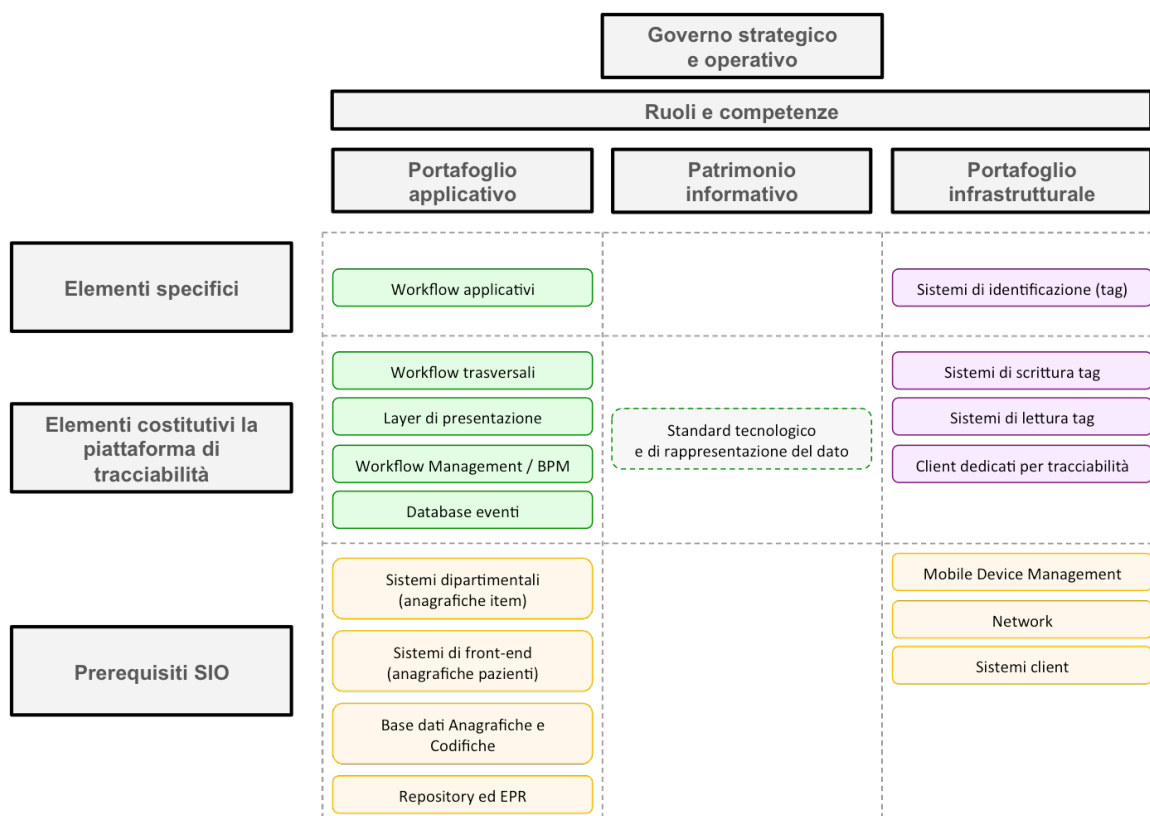 Governo strategico
e operativo
Ruoli e competenze
Portafoglio
applicativo
Patrimonio
informativo
Portafoglio
infrastrutturale
Elementi specifici
Workflow applicativi
Sistemi di identificazione (tag)
Elementi costitutivi la
piattaforma di
tracciabilità
Workflow trasversali
Layer di presentazione
Workflow Management / BPM
Database eventi
Standard tecnologico
e di rappresentazione del dato
Sistemi di scrittura tag
Sistemi di lettura tag
Client dedicati per tracciabilità
Prerequisiti SIO
Sistemi dipartimentali
(anagrafiche item)
Sistemi di front-end
(anagrafiche pazienti)
Base dati Anagrafiche e
Codifiche
Repository ed EPR
Mobile Device Management
Network
Sistemi client